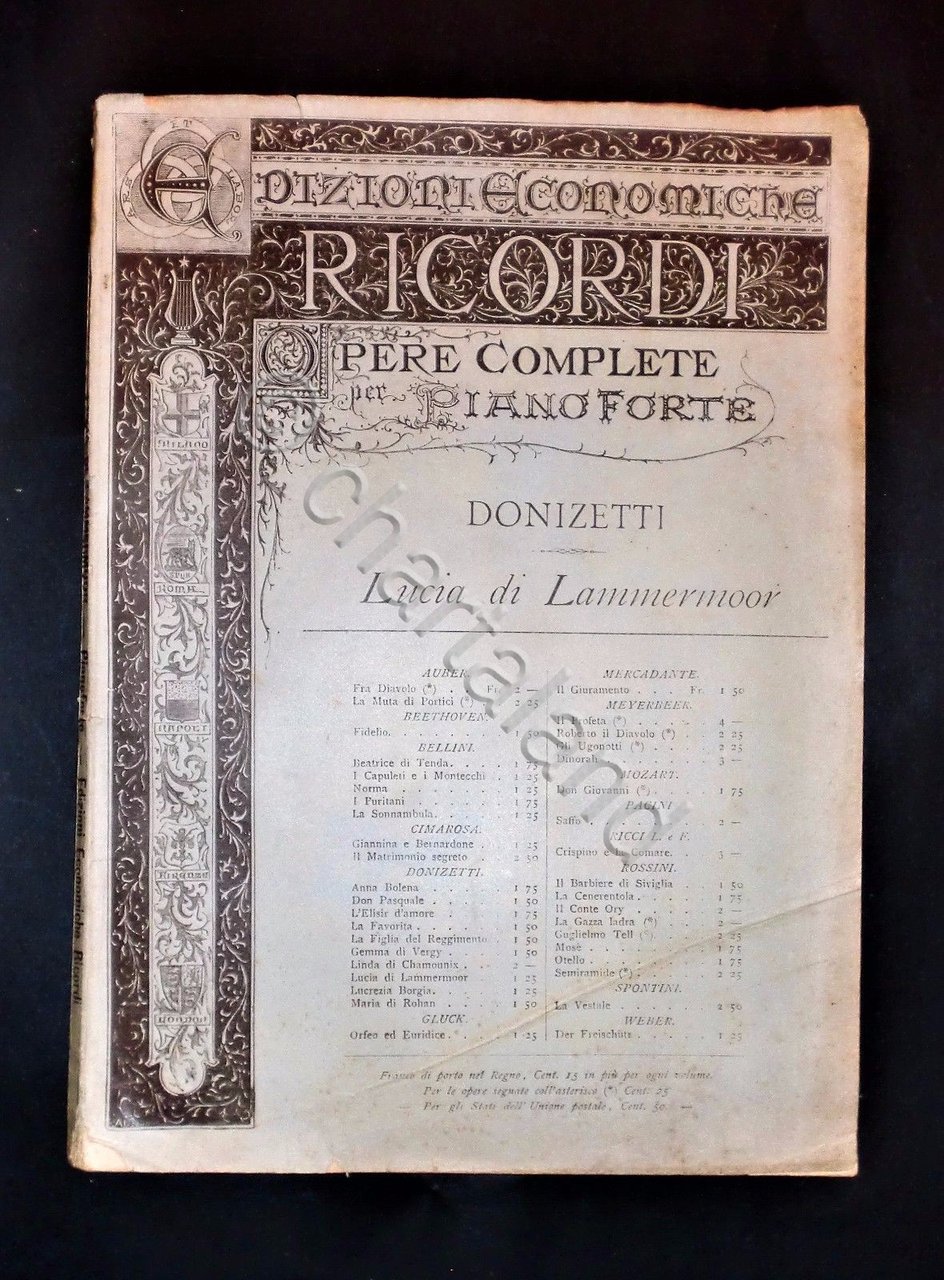 ET
ARS LABOR
EDIZIONI ECONOMICHE
RICORDI
OPERE COMPLETE
per PIANOFORTE
MILANO
SPQR
ROMA
NAPOLI
FIRENZE
LONDON
DONIZETTI
Lucia di Lammermoor
AUBER.
Fra Diavolo (*) . . Fr. 2 —
La Muta di Portici (*) . 2 25
BEETHOVEN.
Fidelio.
BELLINI.
Beatrice di Tenda. . . . 1 75
I Capuleti e i Montecchi . . 1 25
Norma . . . . . . 1 25
I Puritani . . . . . 1 75
La Sonnambula. . . . . 1 25
CIMAROSA.
Giannina e Bernardone . . 1 25
Il Matrimonio segreto . . 2 50
DONIZETTI.
Anna Bolena . . . . . 1 75
Don Pasquale . . . . . 1 50
L'Elisir d'amore . . . . 1 75
La Favorita . . . . . 1 50
La Figlia del Reggimento . . 1 50
Gemma di Vergy . . . . 1 50
Linda di Chamounix . . . 2 —
Lucia di Lammermoor . . 1 25
Lucrezia Borgia. . . . . 1 25
Maria di Rohan . . . . 1 50
GLUCK.
Orfeo ed Euridice . . . . 1 25
MERCADANTE.
Il Giuramento . . . Fr. 1 50
MEYERBEER.
Il Profeta (*) . . . . . 4 —
Roberto il Diavolo (*) . . 2 25
Gli Ugonotti (*) . . . . 2 25
Dinorah . . . . . . 3 —
MOZART.
Don Giovanni (*) . . . . 1 75
PACINI
Saffo . . . . . . . 2 —
RICCI L. e F.
Crispino e la Comare. . . 3 —
ROSSINI.
Il Barbiere di Siviglia . . . 1 50
La Cenerentola . . . . . 1 75
Il Conte Ory . . . . . 2 —
La Gazza ladra (*) . . . 2 —
Guglielmo Tell (*) . . . 2 25
Mosè . . . . . . . 1 75
Otello . . . . . . . 1 75
Semiramide (*) . . . . . 2 25
SPONTINI.
La Vestale . . . . . 2 50
WEBER.
Der Freischütz . . . . . 1 25
Franco di porto nel Regno, Cent. 15 in più per ogni volume.
Per le opere segnate coll'asterisco (*) Cent. 25
— Per gli Stati dell'Unione postale, Cent. 50 —
Edizioni Economiche Ricordi
© chartaland